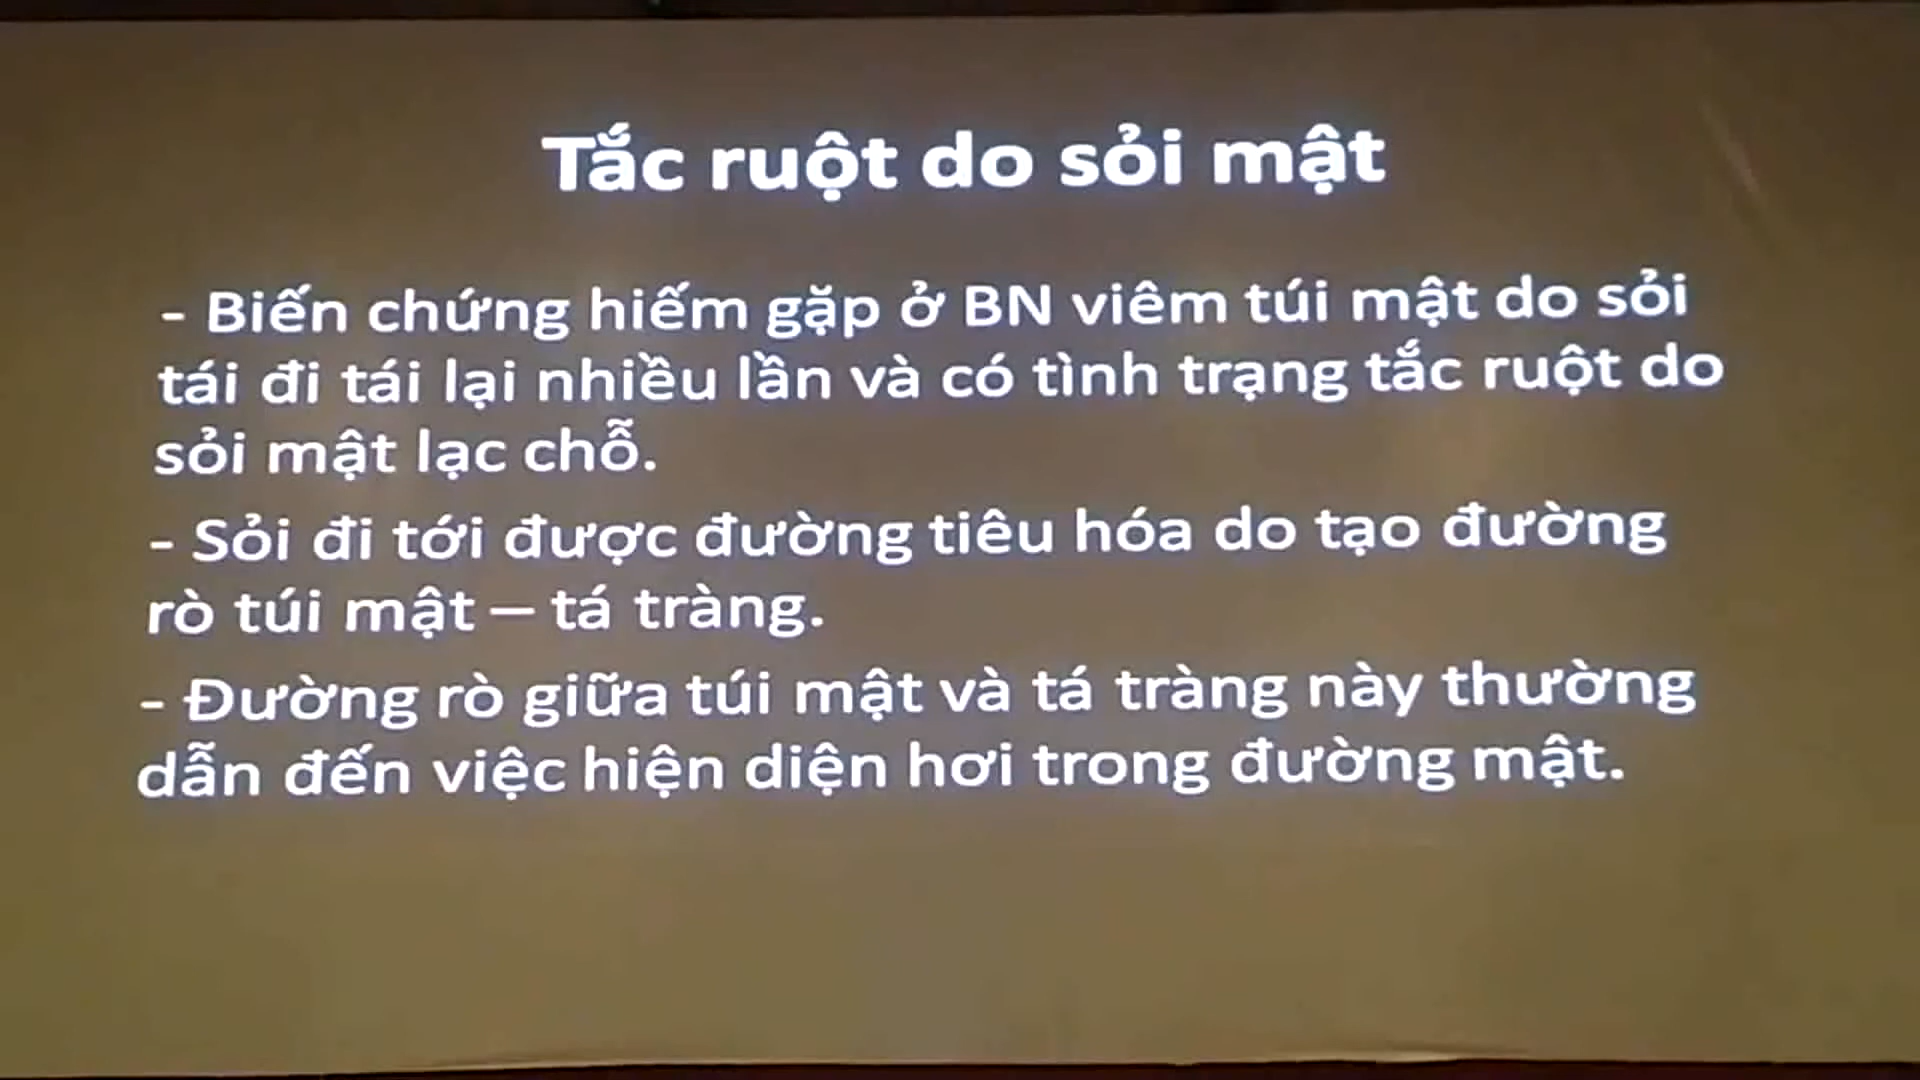 Tắc ruột do sỏi mật
- Biến chứng hiếm gặp ở BN viêm túi mật do sỏi
tái đi tái lại nhiều lần và có tình trạng tắc ruột do
sỏi mật lạc chỗ.
- Sỏi đi tới được đường tiêu hóa do tạo đường
rò túi mật – tá tràng.
- Đường rò giữa túi mật và tá tràng này thường
dẫn đến việc hiện diện hơi trong đường mật.